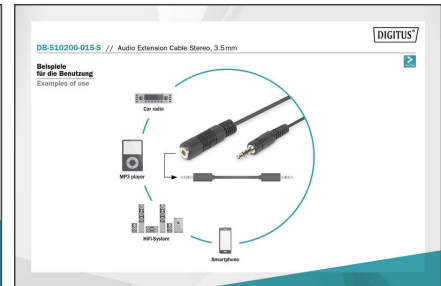 DIGITUS®
DB-510200-015-S // Audio Extension Cable Stereo, 3.5 mm
Beispiele
für die Benutzung
Examples of use
Car radio
MP3 player
HiFi-System
Smartphone